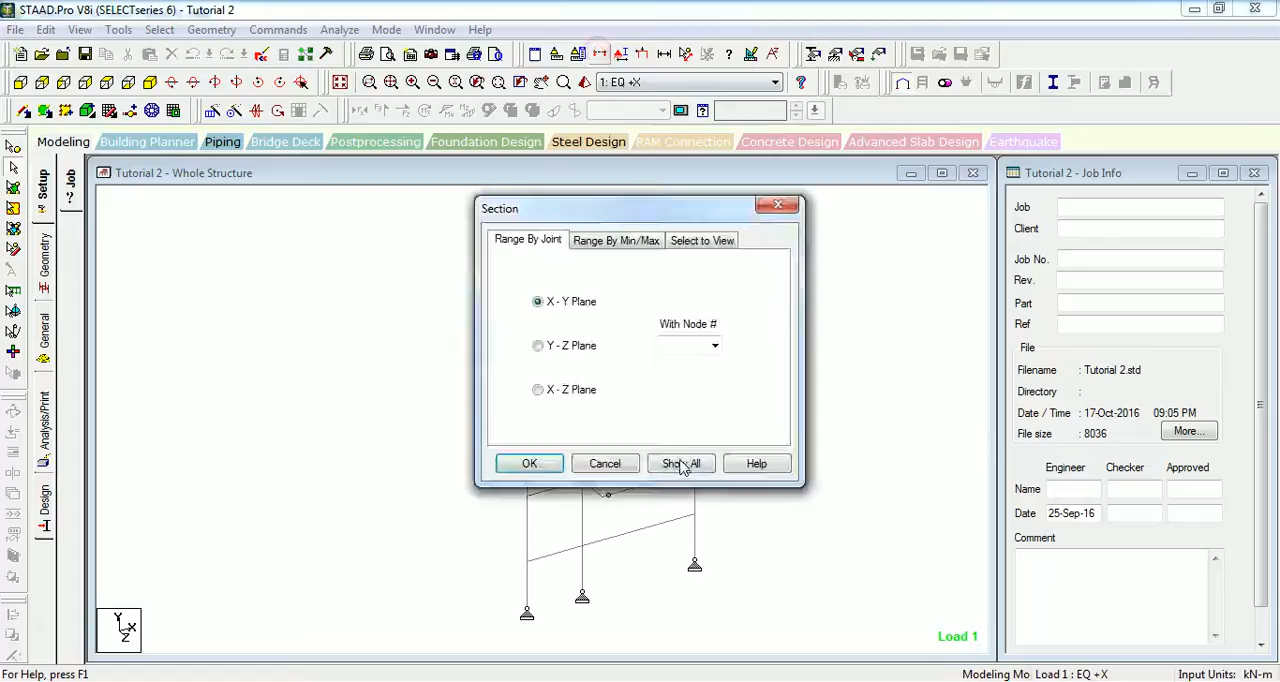 STAAD.Pro V8i (SELECTseries 6) - Tutorial 2
File Edit View Tools Select Geometry Commands Analyze Mode Window Help
1: EQ +X
Modeling Building Planner Piping Bridge Deck Postprocessing Foundation Design Steel Design RAM Connection Concrete Design Advanced Slab Design Earthquake
Setup
Job
Geometry
General
Analysis/Print
Design
Tutorial 2 - Whole Structure
Section
Range By Joint Range By Min/Max Select to View
X - Y Plane
With Node #
Y - Z Plane
X - Z Plane
OK Cancel Show All Help
Y
X
Z
Load 1
Tutorial 2 - Job Info
Job
Client
Job No.
Rev.
Part
Ref
File
Filename : Tutorial 2.std
Directory :
Date / Time : 17-Oct-2016 09:05 PM
File size : 8036 More...
Engineer Checker Approved
Name
Date 25-Sep-16
Comment
For Help, press F1
Modeling Mo Load 1 : EQ +X Input Units: kN-m